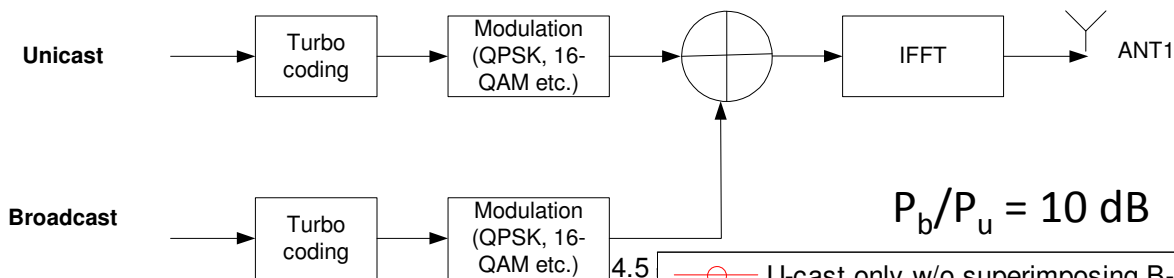 Unicast
Turbo
coding
Modulation
(QPSK, 16-
QAM etc.)
IFFT
ANT1
Broadcast
Turbo
coding
Modulation
(QPSK, 16-
QAM etc.)
P_b/P_u = 10 dB
4.5
U-cast only w/o superimposing B-